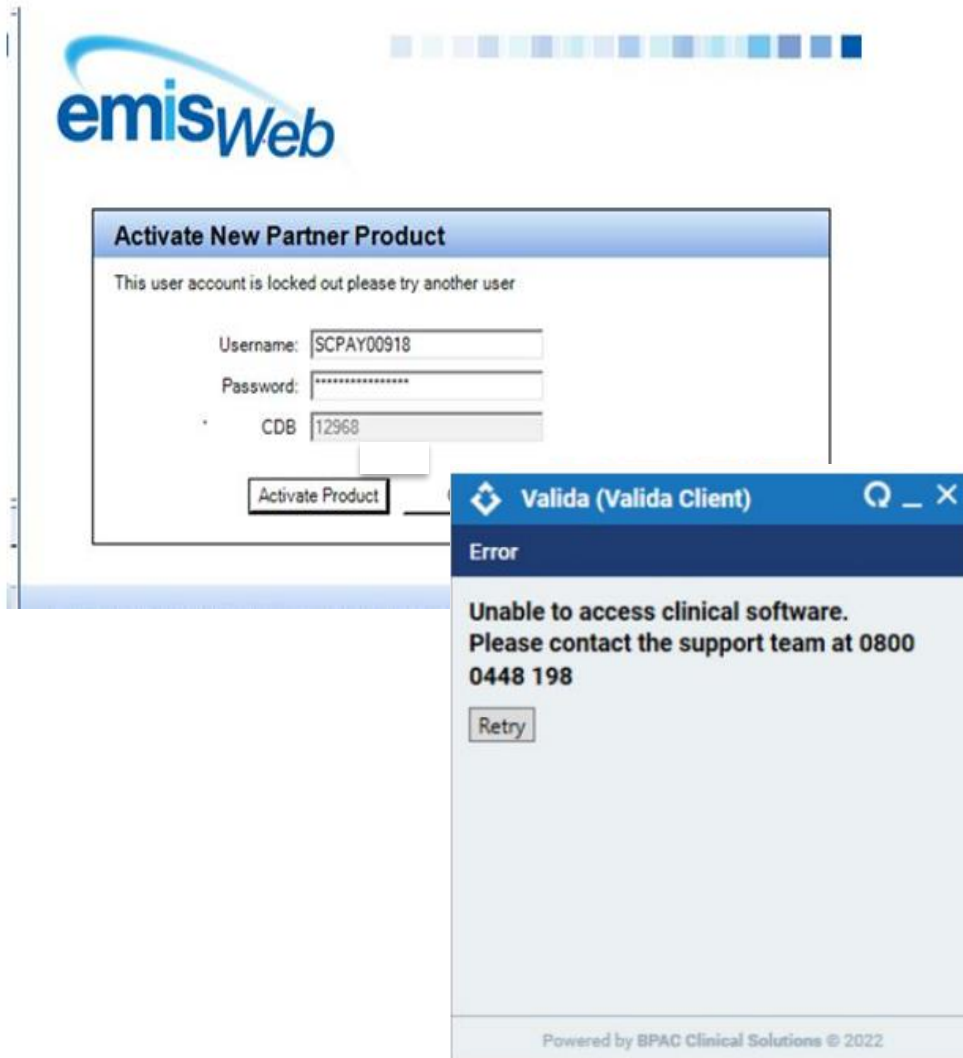 emisWeb
Activate New Partner Product
This user account is locked out please try another user
Username: SCPAY00918
Password: ****************
CDB 12968
Activate Product
Valida (Valida Client)
Error
Unable to access clinical software.
Please contact the support team at 0800
0448 198
Retry
Powered by BPAC Clinical Solutions © 2022